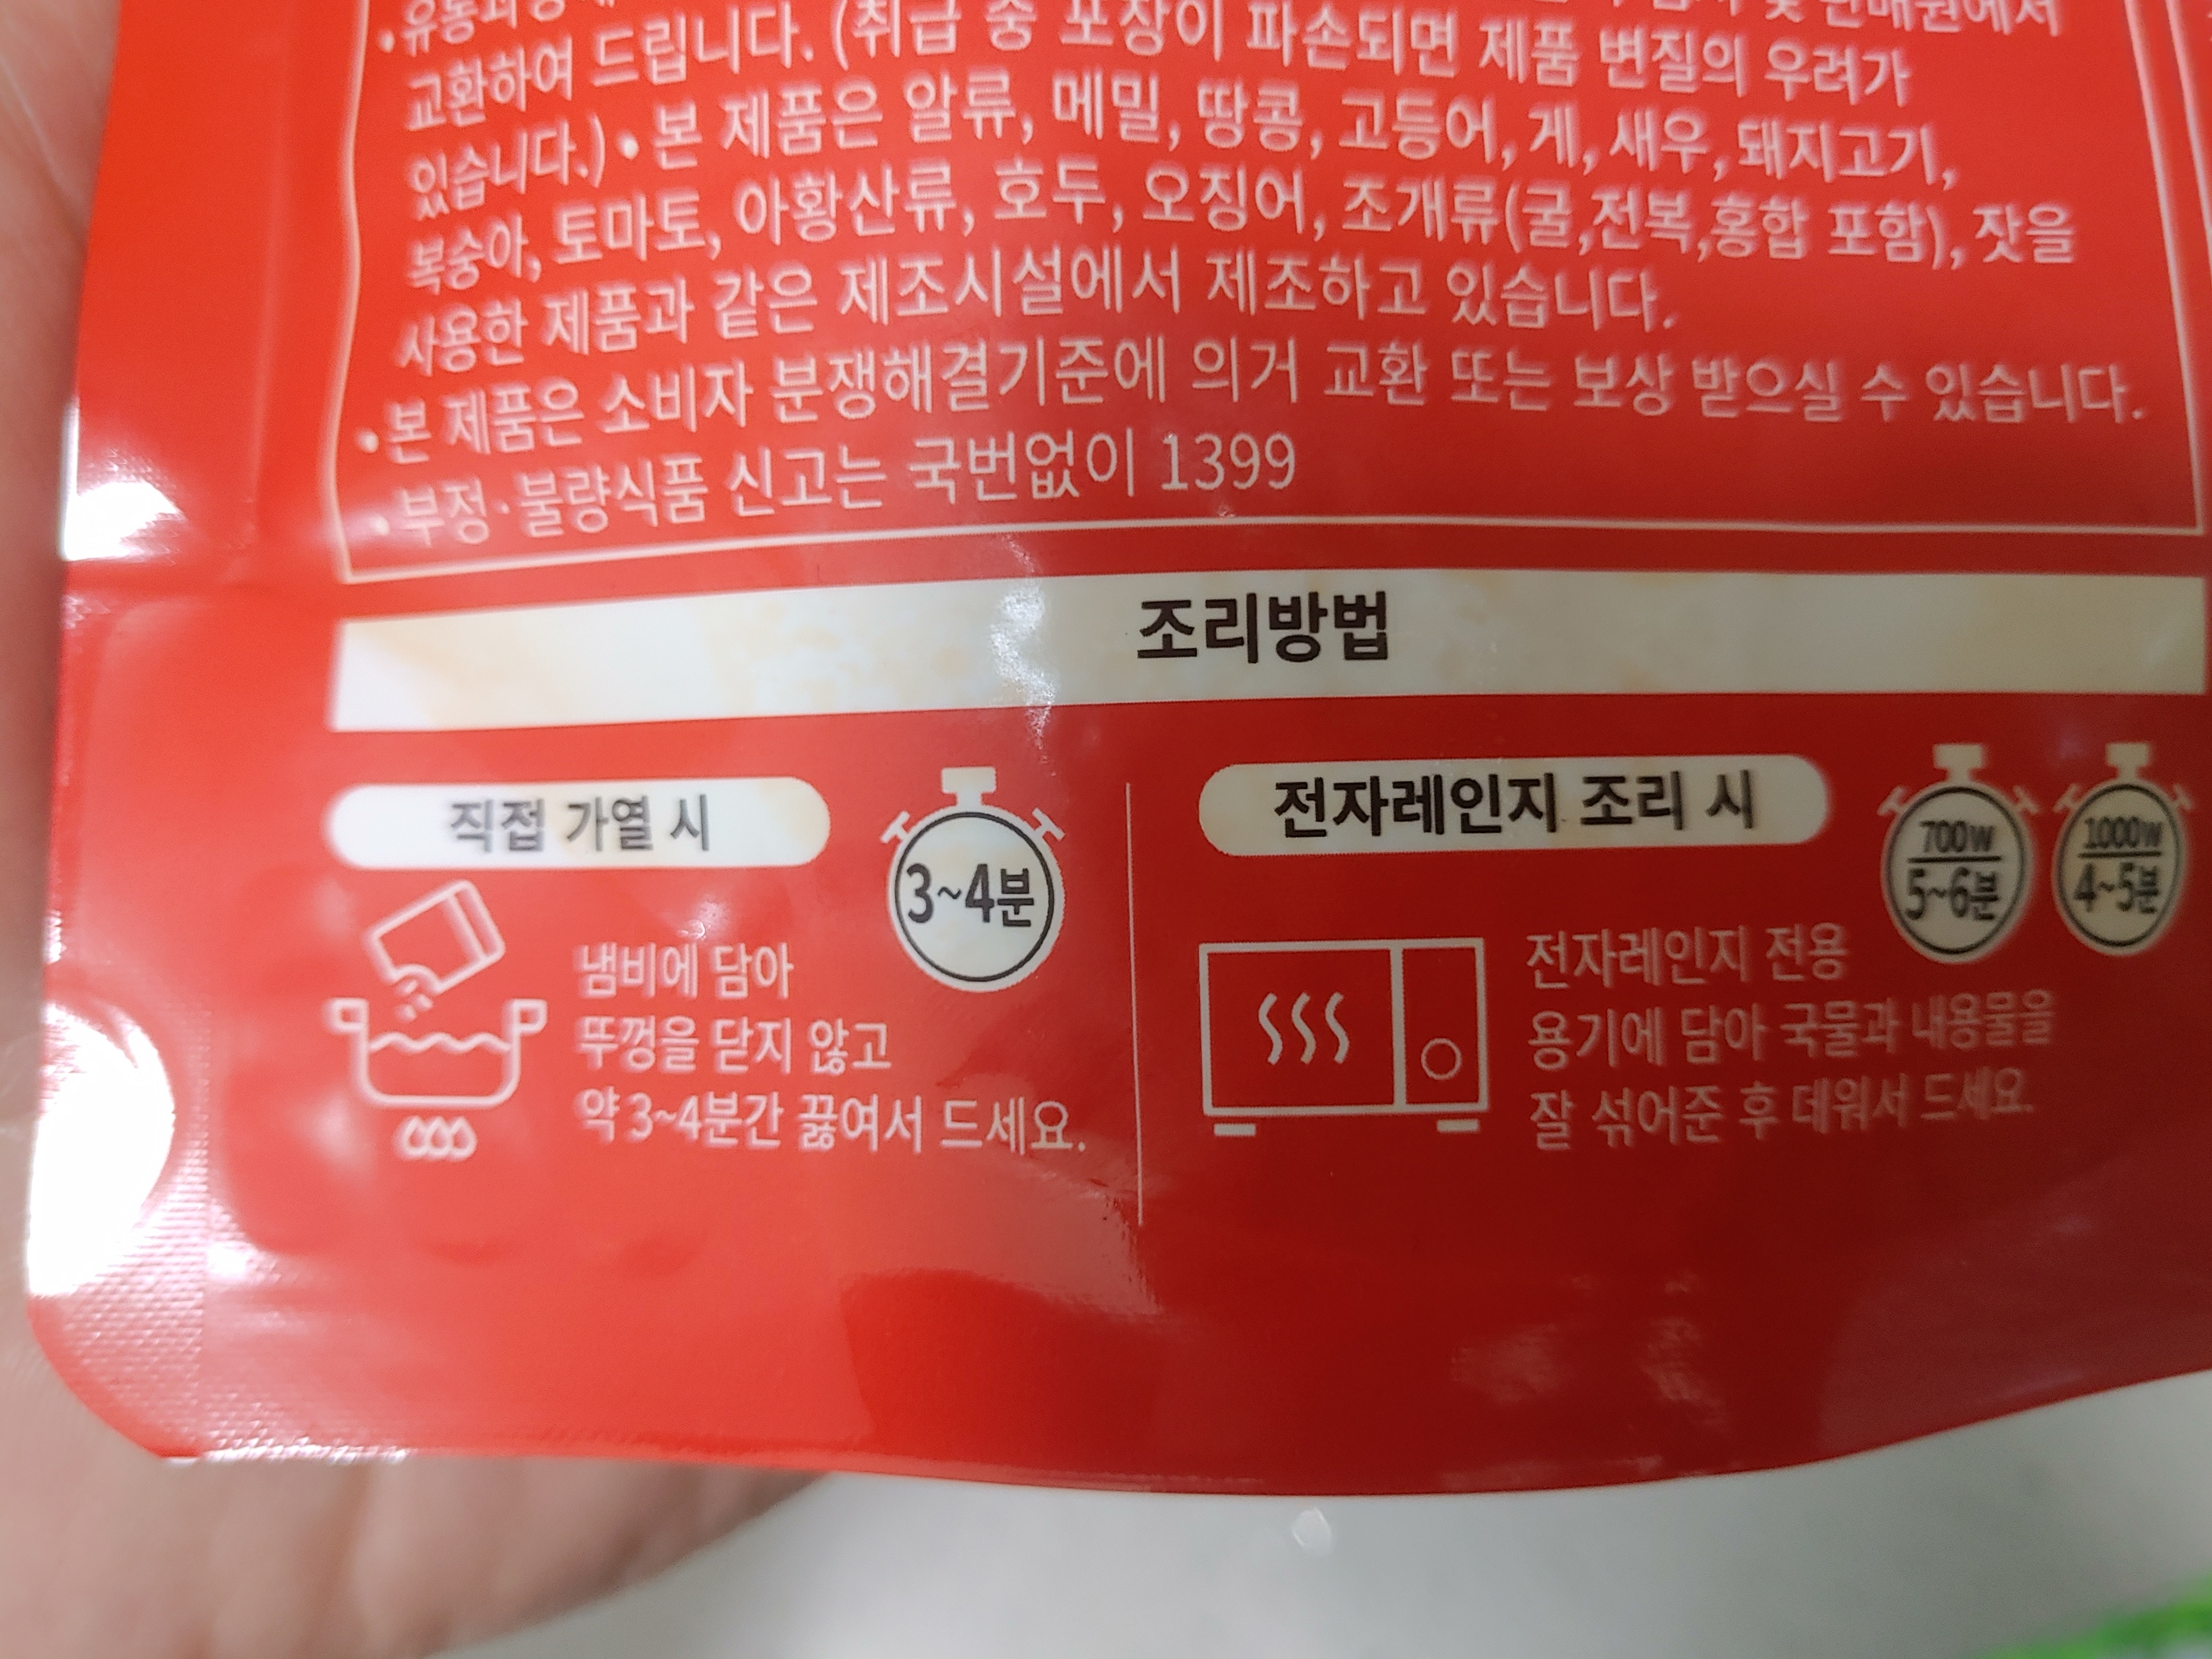 교환하여 드립니다. (취급 중 포장이 파손되면 제품 변질의 우려가
있습니다.) • 본 제품은 알류, 메밀, 땅콩, 고등어, 게, 새우, 돼지고기,
복숭아, 토마토, 아황산류, 호두, 오징어, 조개류(굴,전복,홍합 포함), 잣을
사용한 제품과 같은 제조시설에서 제조하고 있습니다.
• 본 제품은 소비자 분쟁해결기준에 의거 교환 또는 보상 받으실 수 있습니다.
• 부정·불량식품 신고는 국번없이 1399
조리방법
직접 가열 시
3~4분
냄비에 담아
뚜껑을 닫지 않고
약 3~4분간 끓여서 드세요.
전자레인지 조리 시
700W
5~6분
1000W
4~5분
전자레인지 전용
용기에 담아 국물과 내용물을
잘 섞어준 후 데워서 드세요.